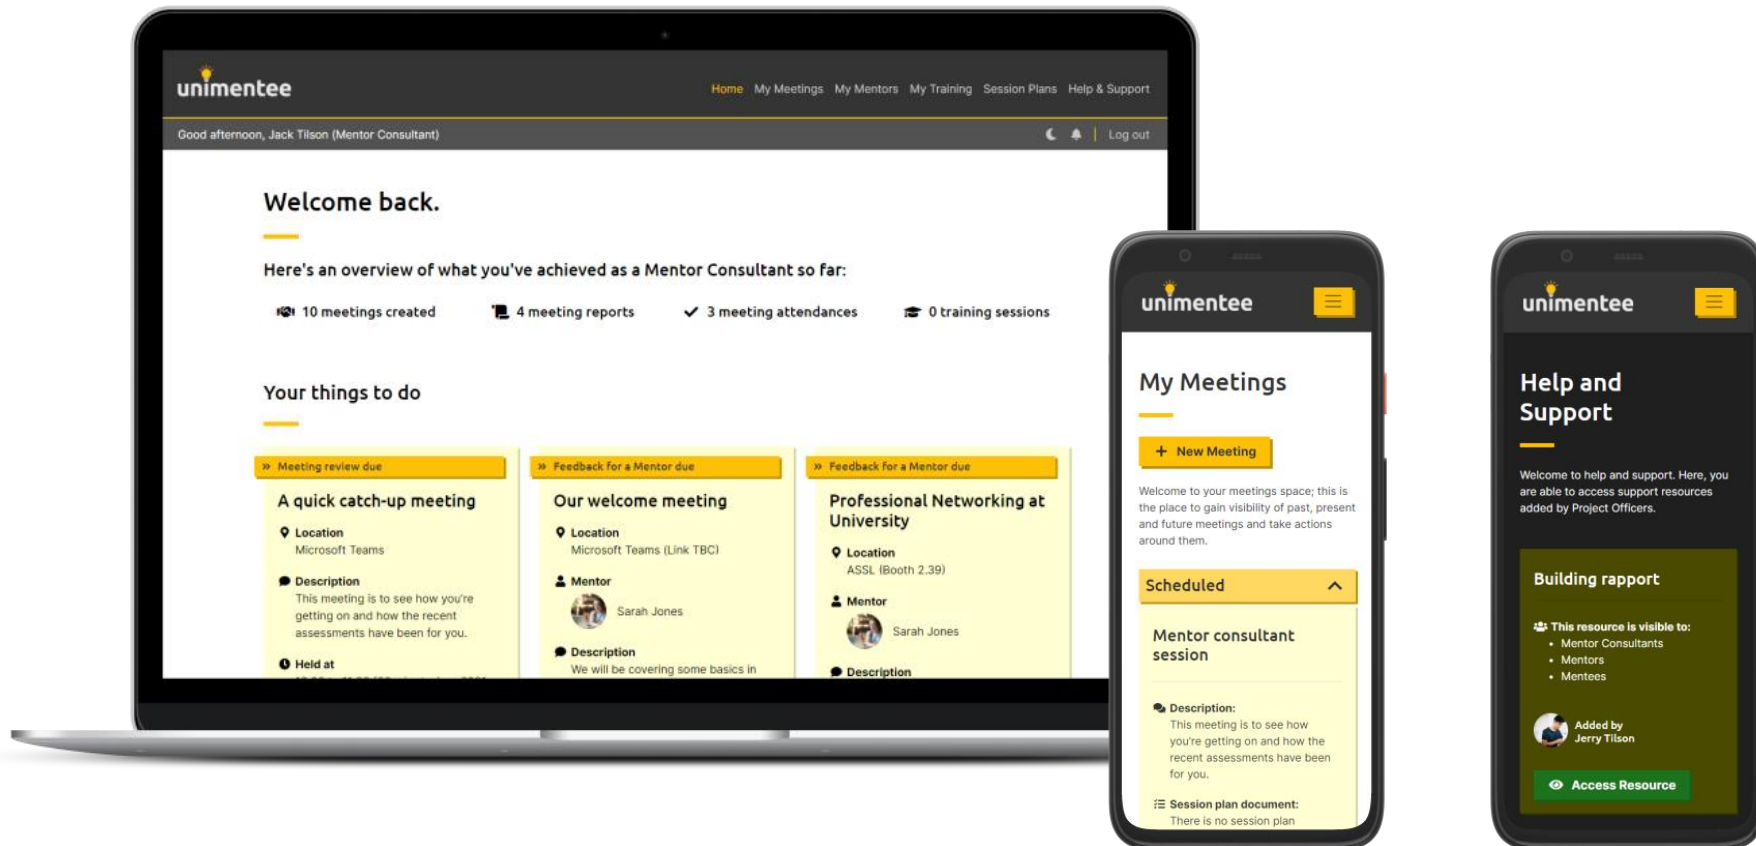 unimentee
Home My Meetings My Mentors My Training Session Plans Help & Support
Good afternoon, Jack Tilson (Mentor Consultant)
Log out
Welcome back.
Here's an overview of what you've achieved as a Mentor Consultant so far:
10 meetings created
4 meeting reports
3 meeting attendances
0 training sessions
Your things to do
» Meeting review due
A quick catch-up meeting
Location
Microsoft Teams
Description
This meeting is to see how you're
getting on and how the recent
assessments have been for you.
Held at
» Feedback for a Mentor due
Our welcome meeting
Location
Microsoft Teams (Link TBC)
Mentor
Sarah Jones
Description
We will be covering some basics in
» Feedback for a Mentor due
Professional Networking at
University
Location
ASSL (Booth 2.39)
Mentor
Sarah Jones
Description
unimentee
My Meetings
+ New Meeting
Welcome to your meetings space; this is
the place to gain visibility of past, present
and future meetings and take actions
around them.
Scheduled
Mentor consultant
session
Description:
This meeting is to see how
you're getting on and how the
recent assessments have been
for you.
Session plan document:
There is no session plan
unimentee
Help and
Support
Welcome to help and support. Here, you
are able to access support resources
added by Project Officers.
Building rapport
This resource is visible to:
• Mentor Consultants
• Mentors
• Mentees
Added by
Jerry Tilson
Access Resource